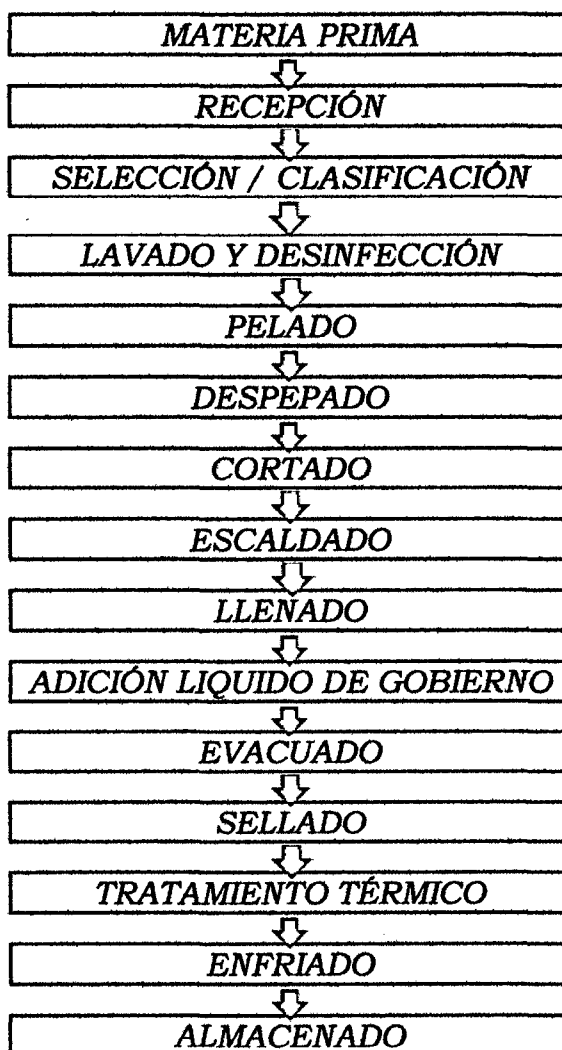 MATERIA PRIMA
RECEPCIÓN
SELECCIÓN / CLASIFICACIÓN
LAVADO Y DESINFECCIÓN
PELADO
DESPEPADO
CORTADO
ESCALDADO
LLENADO
ADICIÓN LIQUIDO DE GOBIERNO
EVACUADO
SELLADO
TRATAMIENTO TÉRMICO
ENFRIADO
ALMACENADO